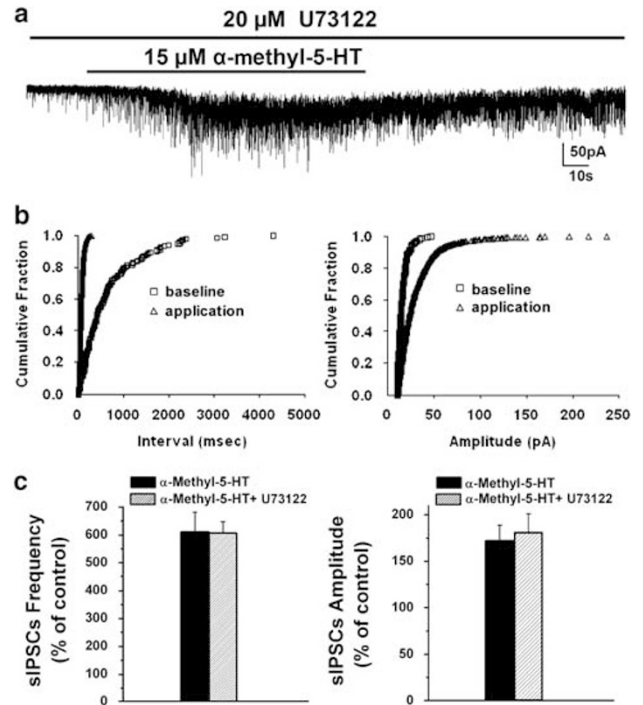 a
20 µM U73122
15 µM α-methyl-5-HT
50pA
10s
b
Cumulative Fraction
1.0
0.8
0.6
0.4
0.2
0.0
baseline
application
0 1000 2000 3000 4000 5000
Interval (msec)
Cumulative Fraction
1.0
0.8
0.6
0.4
0.2
0.0
baseline
application
0 50 100 150 200 250
Amplitude (pA)
c
α-Methyl-5-HT
α-Methyl-5-HT+ U73122
sIPSCs Frequency
(% of control)
700
600
500
400
300
200
100
0
α-Methyl-5-HT
α-Methyl-5-HT+ U73122
sIPSCs Amplitude
(% of control)
200
150
100
50
0